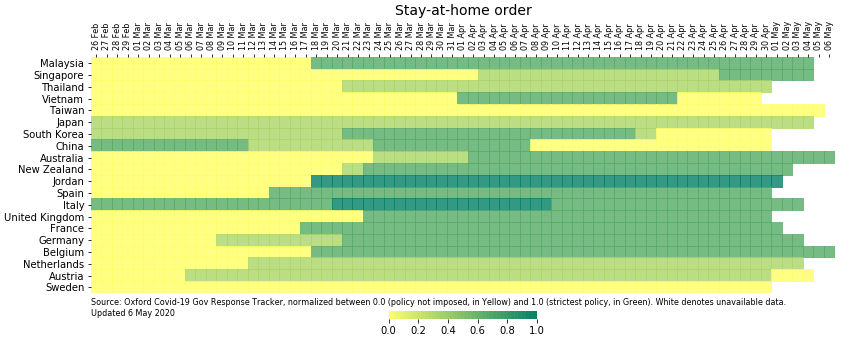 Stay-at-home order
26 Feb
27 Feb
28 Feb
29 Feb
01 Mar
02 Mar
03 Mar
04 Mar
05 Mar
06 Mar
07 Mar
08 Mar
09 Mar
10 Mar
11 Mar
12 Mar
13 Mar
14 Mar
15 Mar
16 Mar
17 Mar
18 Mar
19 Mar
20 Mar
21 Mar
22 Mar
23 Mar
24 Mar
25 Mar
26 Mar
27 Mar
28 Mar
29 Mar
30 Mar
31 Mar
01 Apr
02 Apr
03 Apr
04 Apr
05 Apr
06 Apr
07 Apr
08 Apr
09 Apr
10 Apr
11 Apr
12 Apr
13 Apr
14 Apr
15 Apr
16 Apr
17 Apr
18 Apr
19 Apr
20 Apr
21 Apr
22 Apr
23 Apr
24 Apr
25 Apr
26 Apr
27 Apr
28 Apr
29 Apr
30 Apr
01 May
02 May
03 May
04 May
05 May
06 May
Malaysia
Singapore
Thailand
Vietnam
Taiwan
Japan
South Korea
China
Australia
New Zealand
Jordan
Spain
Italy
United Kingdom
France
Germany
Belgium
Netherlands
Austria
Sweden
Source: Oxford Covid-19 Gov Response Tracker, normalized between 0.0 (policy not imposed, in Yellow) and 1.0 (strictest policy, in Green). White denotes unavailable data.
Updated 6 May 2020
0.0 0.2 0.4 0.6 0.8 1.0